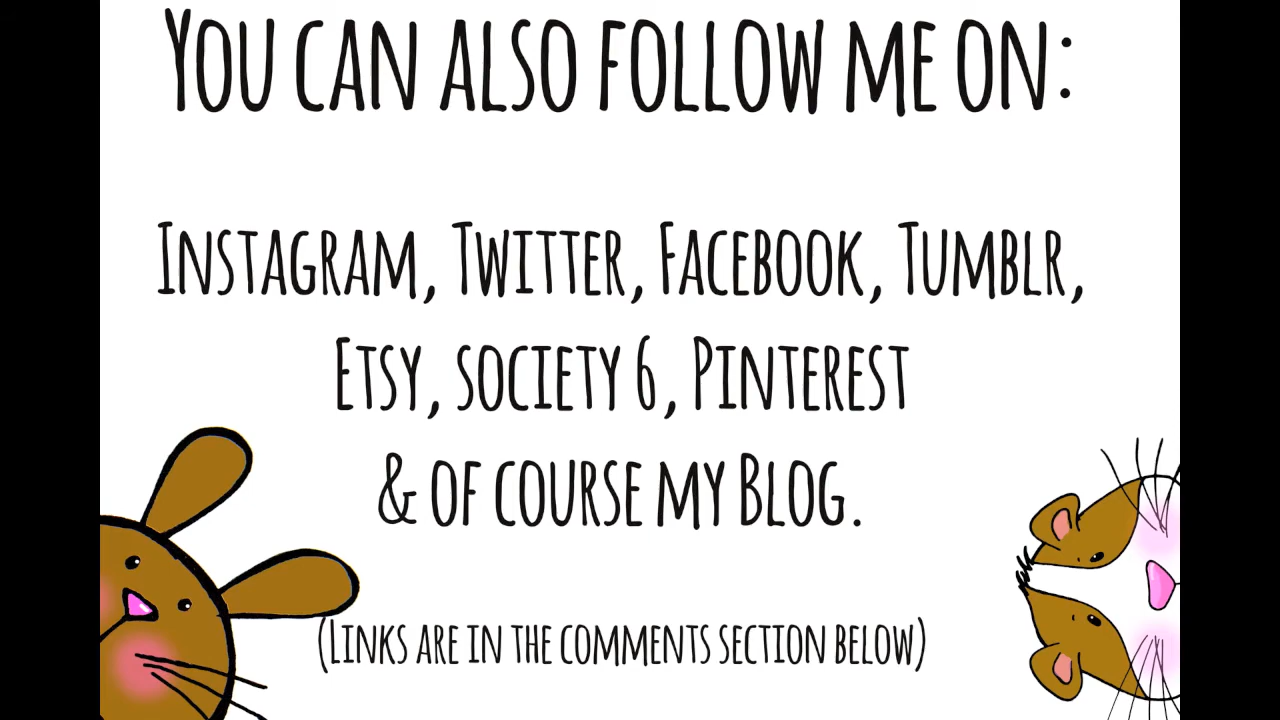 You can also follow me on:
Instagram, Twitter, Facebook, Tumblr,
Etsy, society 6, Pinterest
& of course my Blog.
(Links are in the comments section below)